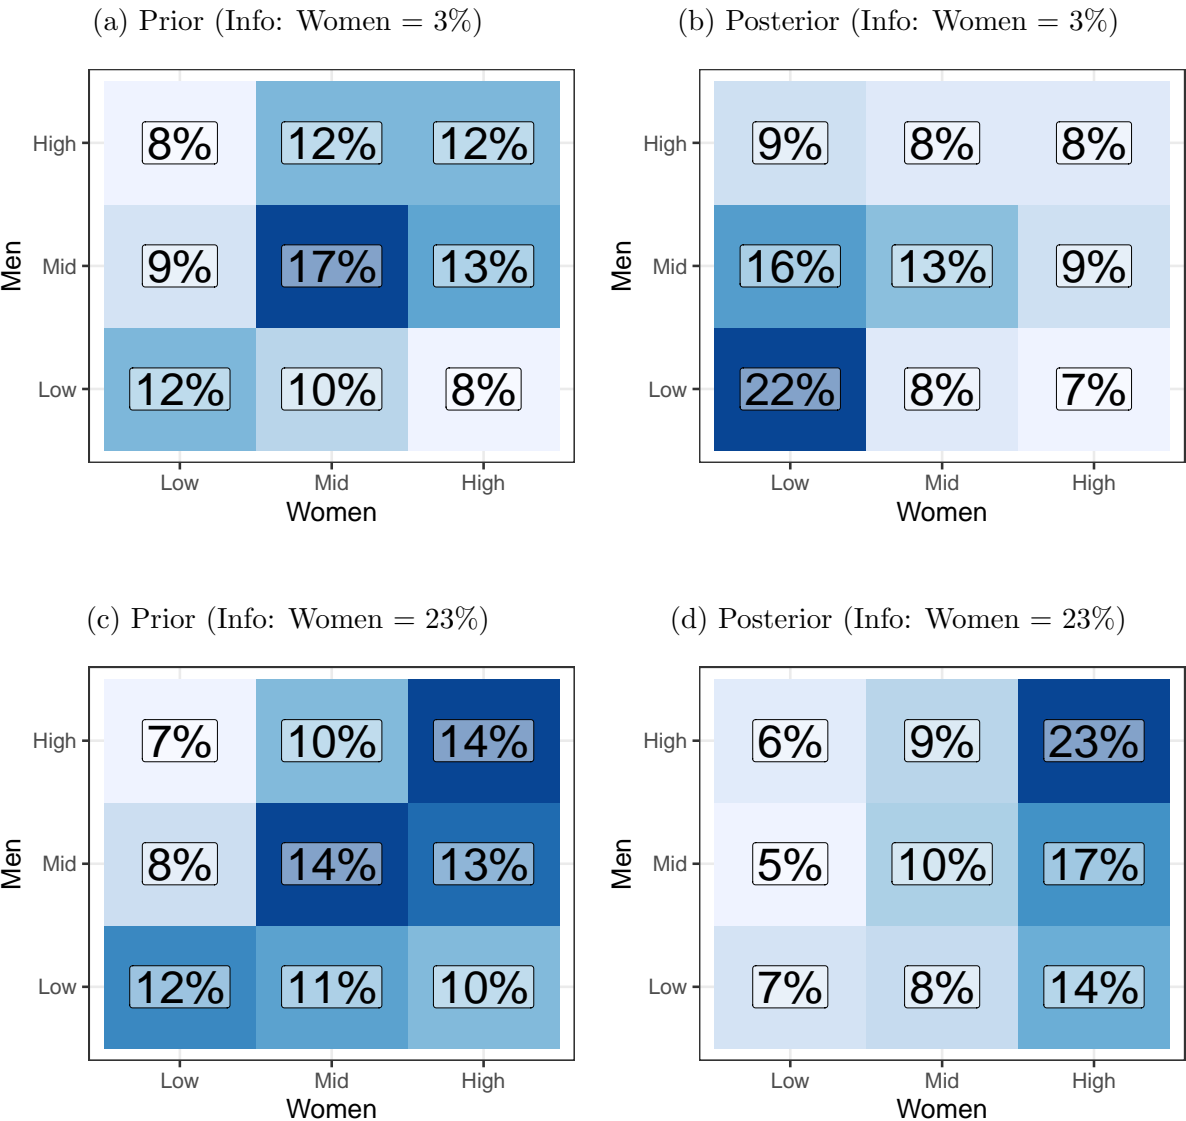 (a) Prior (Info: Women = 3%)
High
8%
12%
12%
Mid
9%
17%
13%
Low
12%
10%
8%
Men
Low
Mid
High
Women
(b) Posterior (Info: Women = 3%)
High
9%
8%
8%
Mid
16%
13%
9%
Low
22%
8%
7%
Men
Low
Mid
High
Women
(c) Prior (Info: Women = 23%)
High
7%
10%
14%
Mid
8%
14%
13%
Low
12%
11%
10%
Men
Low
Mid
High
Women
(d) Posterior (Info: Women = 23%)
High
6%
9%
23%
Mid
5%
10%
17%
Low
7%
8%
14%
Men
Low
Mid
High
Women